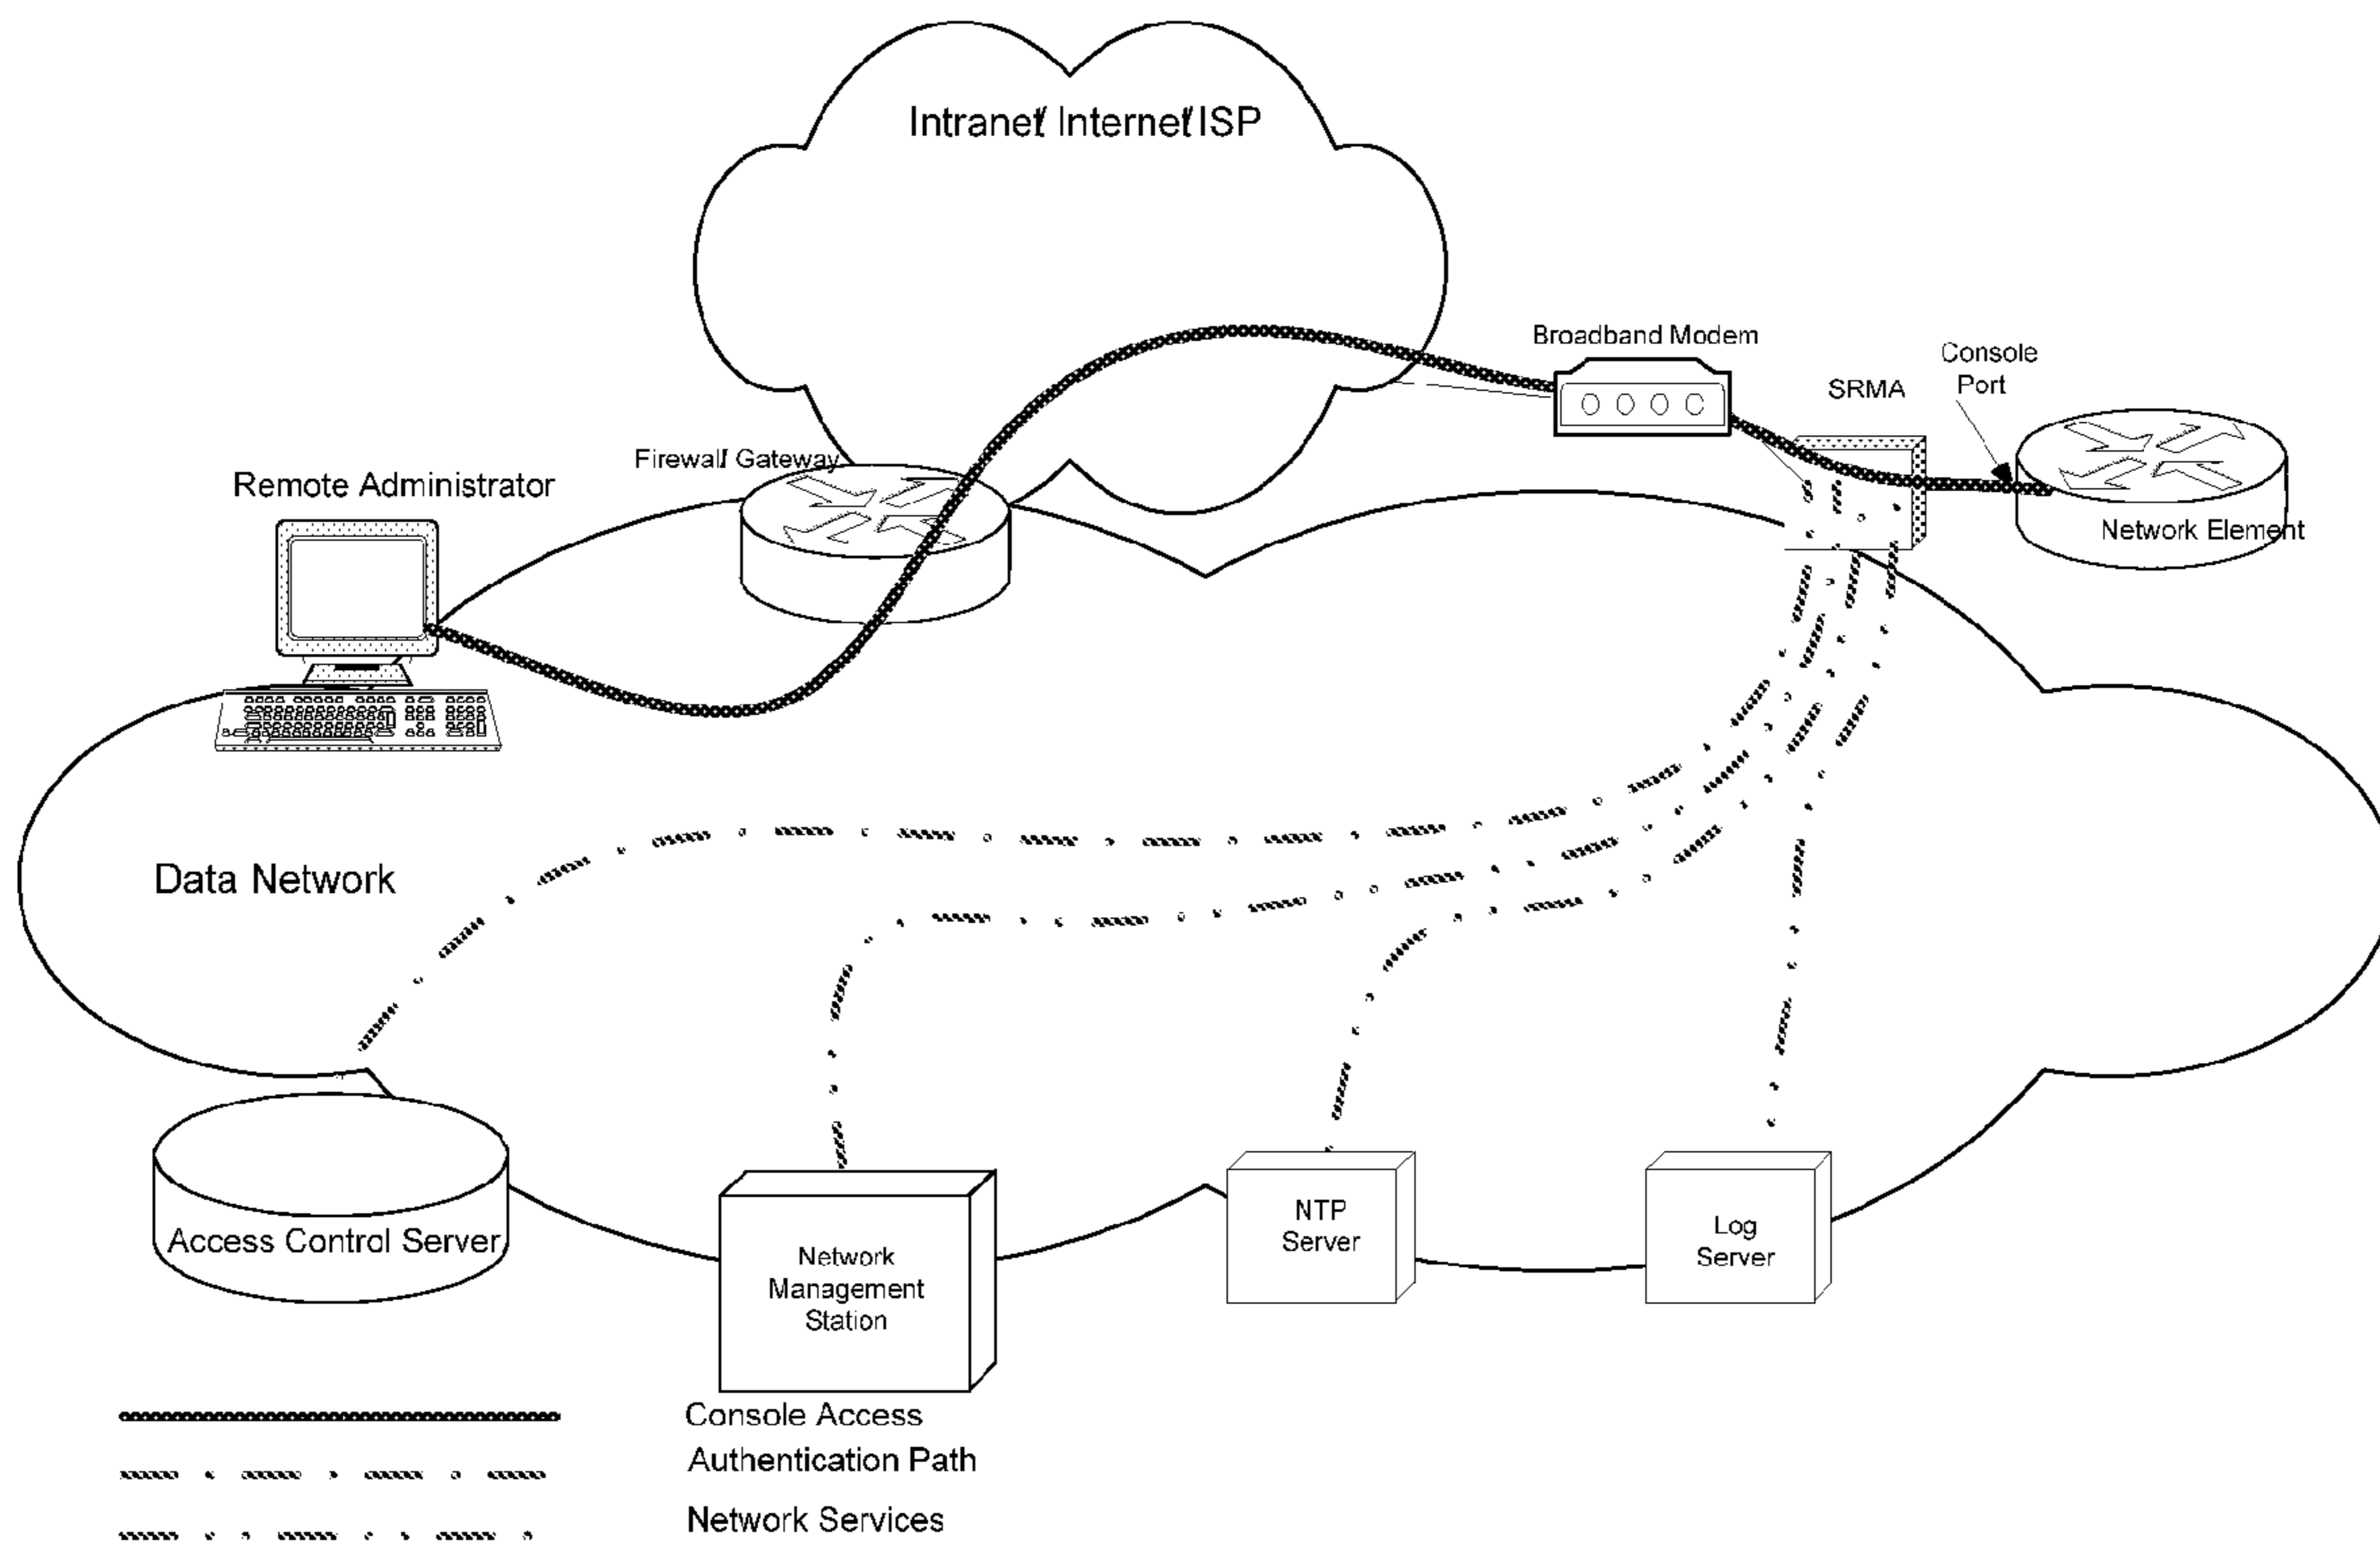 Intranet/ Internet/ISP
Broadband Modem
Console
Port
SRMA
Firewall/ Gateway
Remote Administrator
Network Element
Data Network
Access Control Server
Network
Management
Station
NTP
Server
Log
Server
Console Access
Authentication Path
Network Services